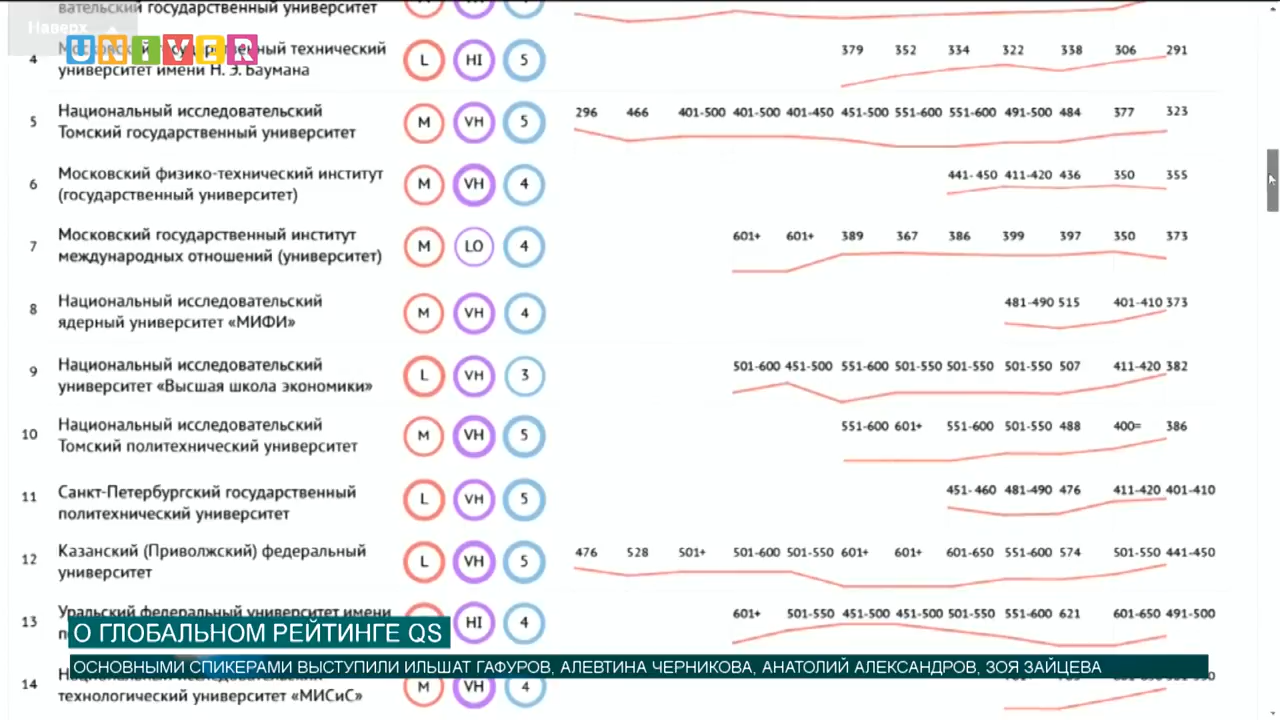 вательский государственный университет
Наверх
UNIVER
4 Московский государственный технический университет имени Н. Э. Баумана L HI 5 379 352 334 322 338 306 291
5 Национальный исследовательский
Томский государственный университет
M VH 5
296 466 401-500 401-500 401-450 451-500 551-600 551-600 491-500 484 377 323
6 Московский физико-технический институт
(государственный университет)
M VH 4
441-450 411-420 436 350 355
7 Московский государственный институт
международных отношений (университет)
M LO 4
601+ 601+ 389 367 386 399 397 350 373
8 Национальный исследовательский
ядерный университет «МИФИ»
M VH 4
481-490 515 401-410 373
9 Национальный исследовательский
университет «Высшая школа экономики»
L VH 3
501-600 451-500 551-600 501-550 501-550 501-550 507 411-420 382
10 Национальный исследовательский
Томский политехнический университет
M VH 5
551-600 601+ 551-600 501-550 488 400= 386
11 Санкт-Петербургский государственный
политехнический университет
L VH 5
451-460 481-490 476 411-420 401-410
12 Казанский (Приволжский) федеральный
университет
L VH 5
476 528 501+ 501-600 501-550 601+ 601+ 601-650 551-600 574 501-550 441-450
13 Уральский федеральный университет имени
HI 4
601+ 501-550 451-500 451-500 501-550 551-600 621 601-650 491-500
О ГЛОБАЛЬНОМ РЕЙТИНГЕ QS
ОСНОВНЫМИ СПИКЕРАМИ ВЫСТУПИЛИ ИЛЬШАТ ГАФУРОВ, АЛЕВТИНА ЧЕРНИКОВА, АНАТОЛИЙ АЛЕКСАНДРОВ, ЗОЯ ЗАЙЦЕВА
14
технологический университет «МИСиС»
M VH 4